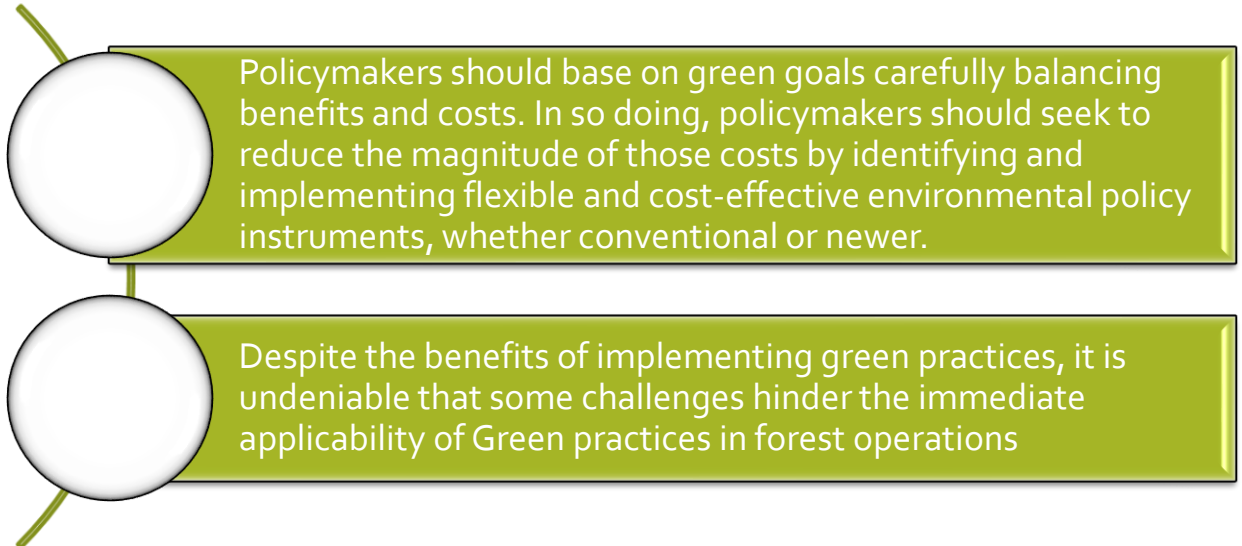 Policymakers should base on green goals carefully balancing
benefits and costs. In so doing, policymakers should seek to
reduce the magnitude of those costs by identifying and
implementing flexible and cost-effective environmental policy
instruments, whether conventional or newer.
Despite the benefits of implementing green practices, it is
undeniable that some challenges hinder the immediate
applicability of Green practices in forest operations